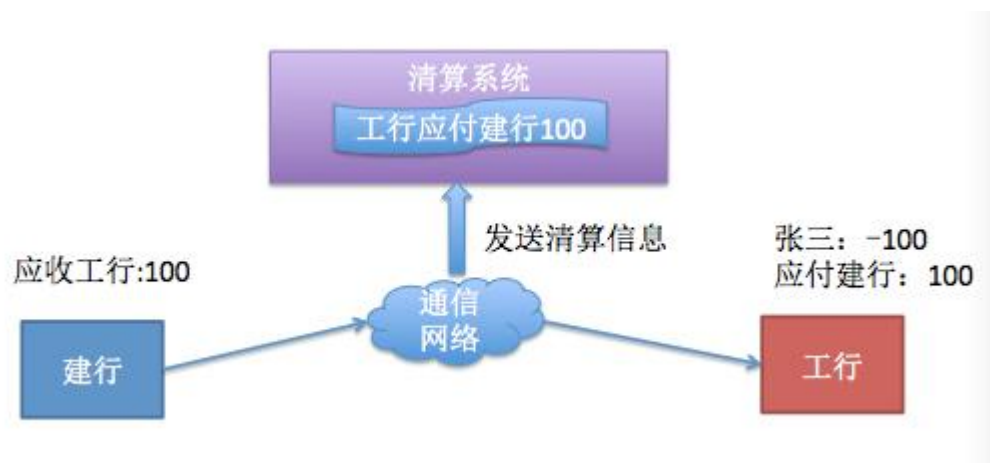 清算系统
工行应付建行100
发送清算信息
张三：-100
应付建行：100
应收工行:100
通信
网络
建行
工行